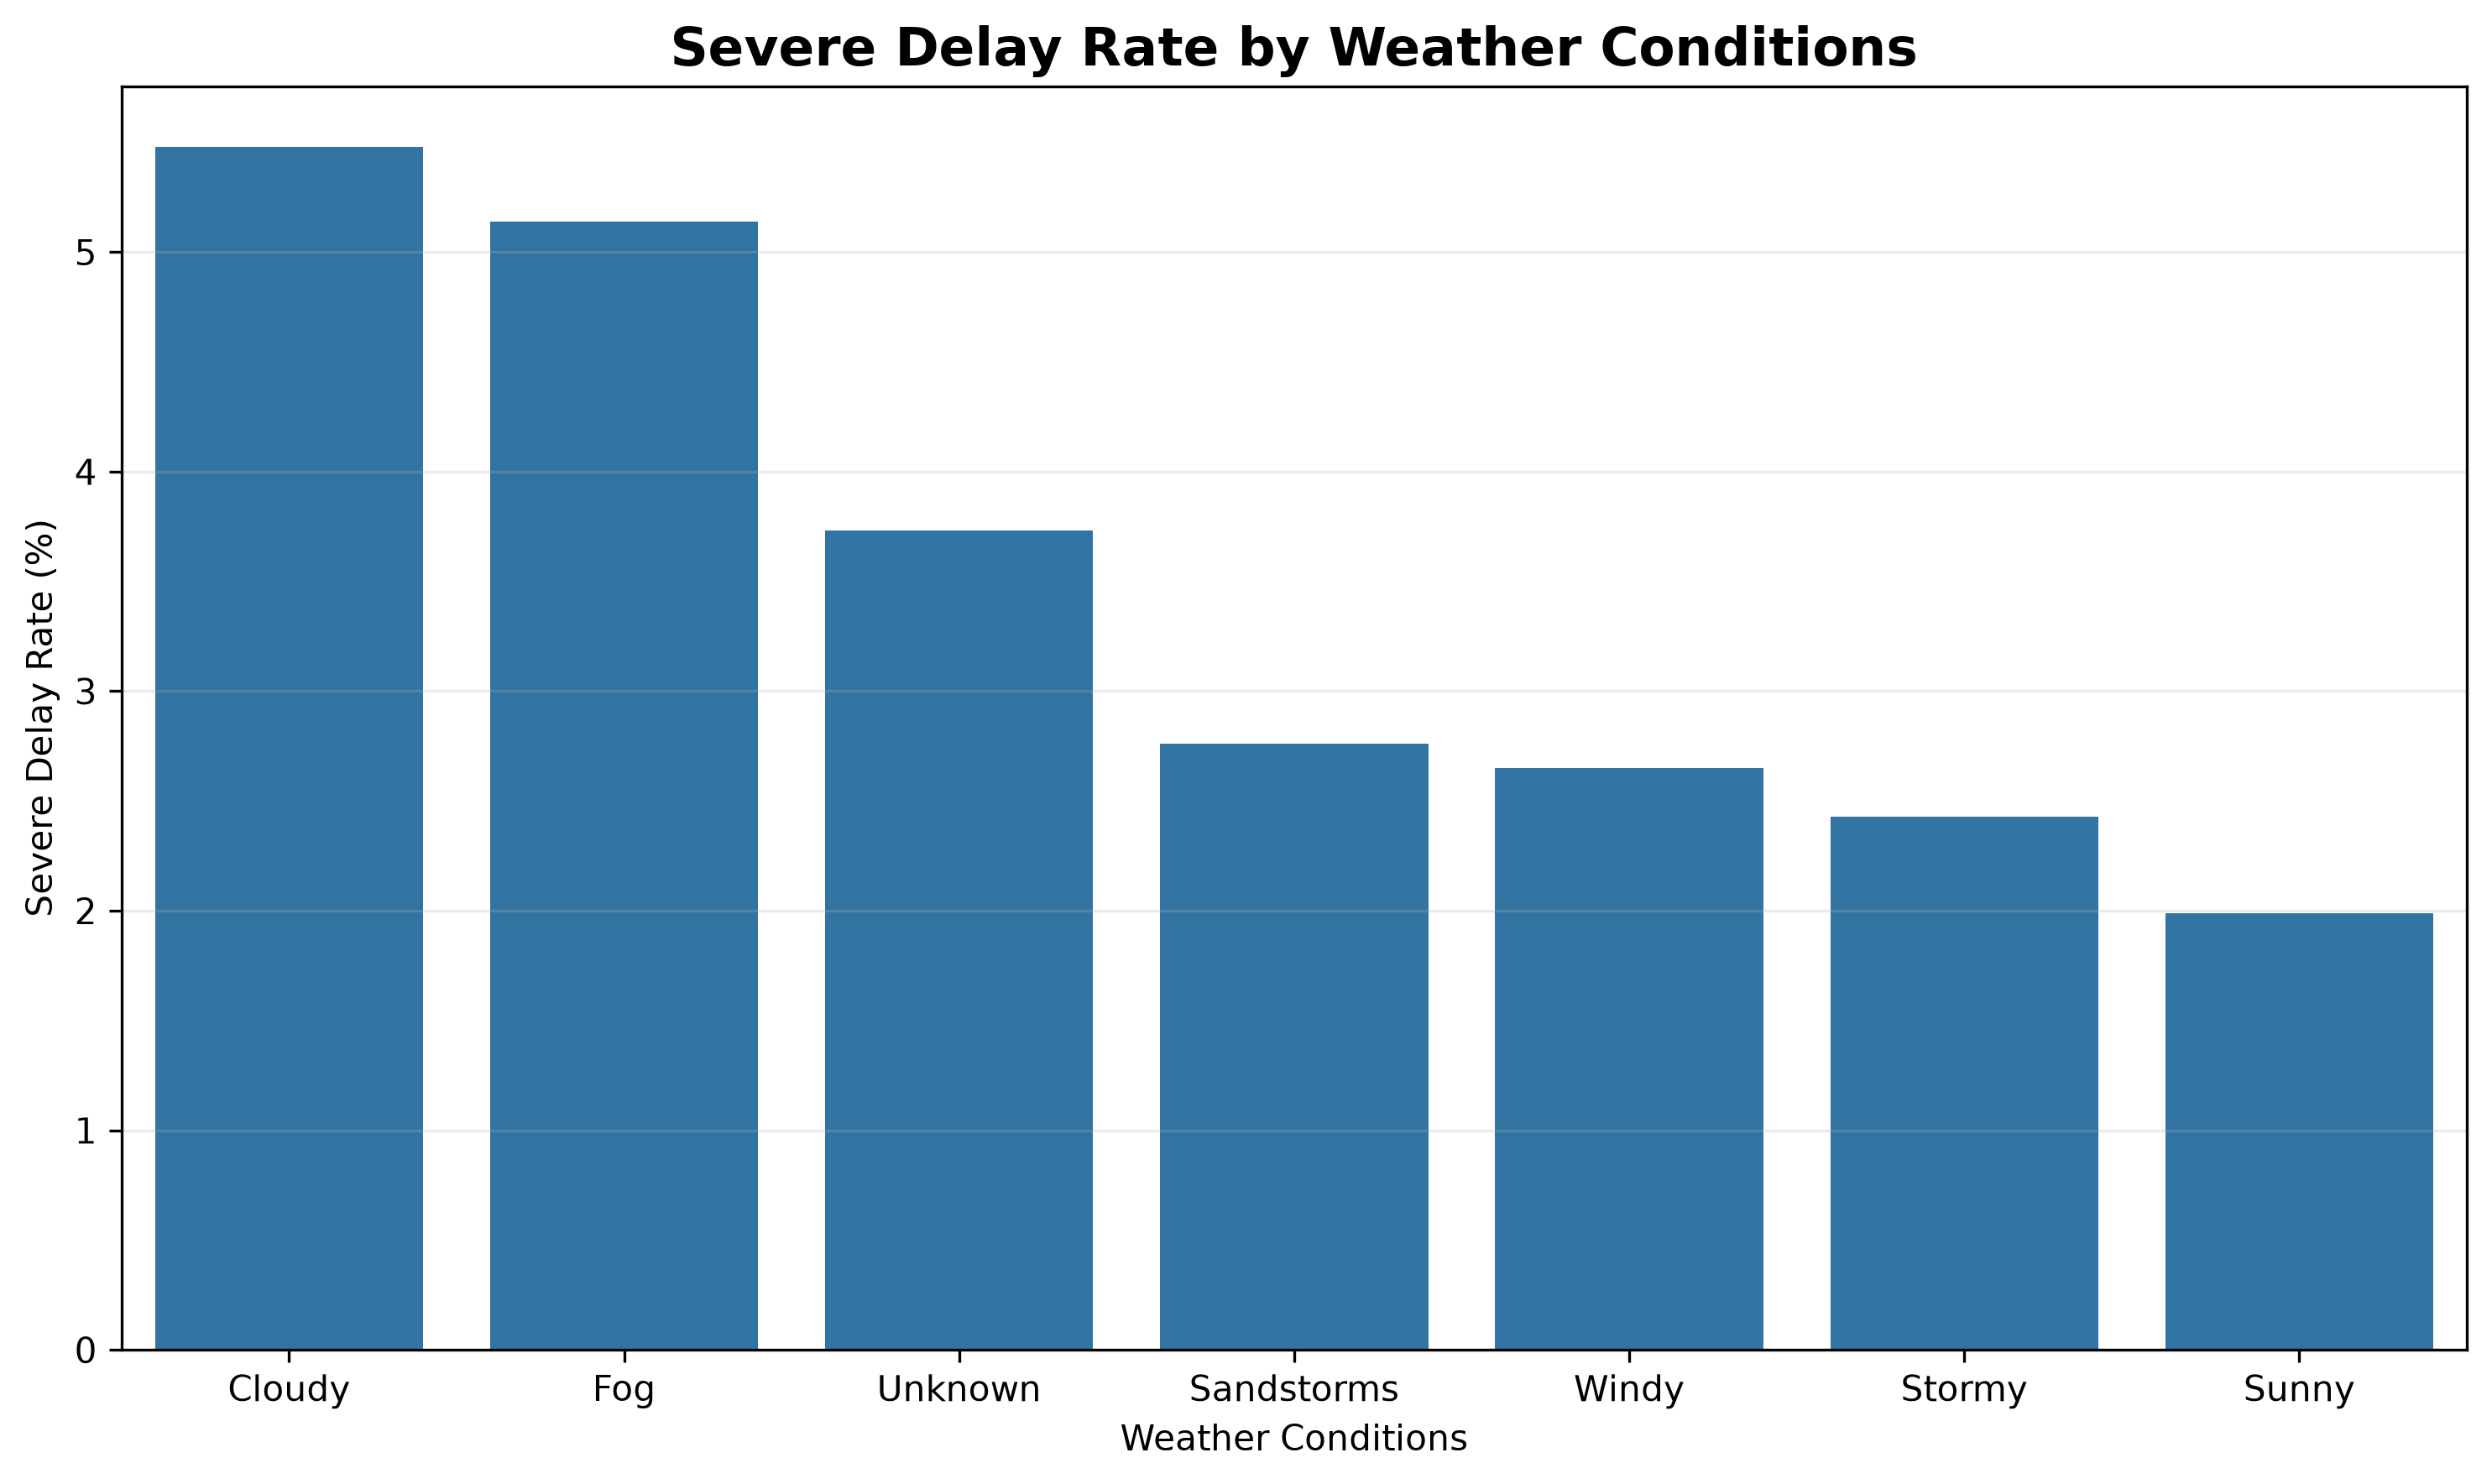 Severe Delay Rate by Weather Conditions
Severe Delay Rate (%)
5
4
3
2
1
0
Cloudy Fog Unknown Sandstorms Windy Stormy Sunny
Weather Conditions